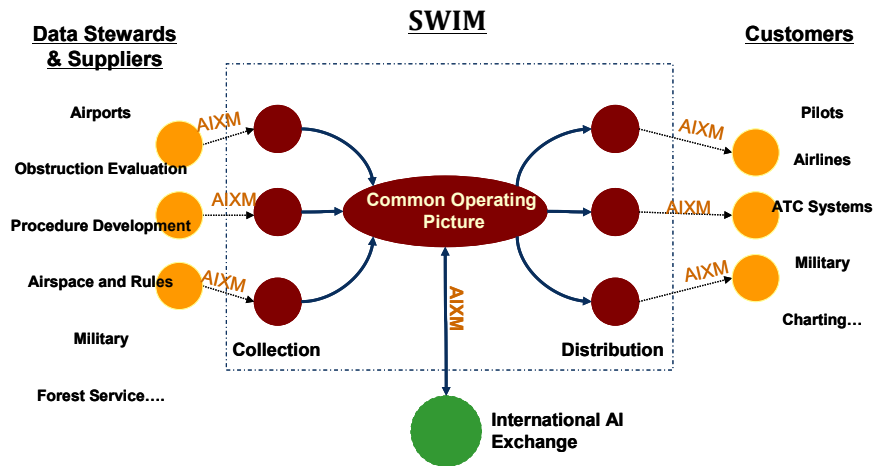 SWIM
Data Stewards
& Suppliers
Airports
Obstruction Evaluation
Procedure Development
Airspace and Rules
Military
Forest Service….
AIXM
AIXM
AIXM
Collection
Common Operating
Picture
AIXM
International AI
Exchange
Distribution
AIXM
AIXM
AIXM
Customers
Pilots
Airlines
ATC Systems
Military
Charting…